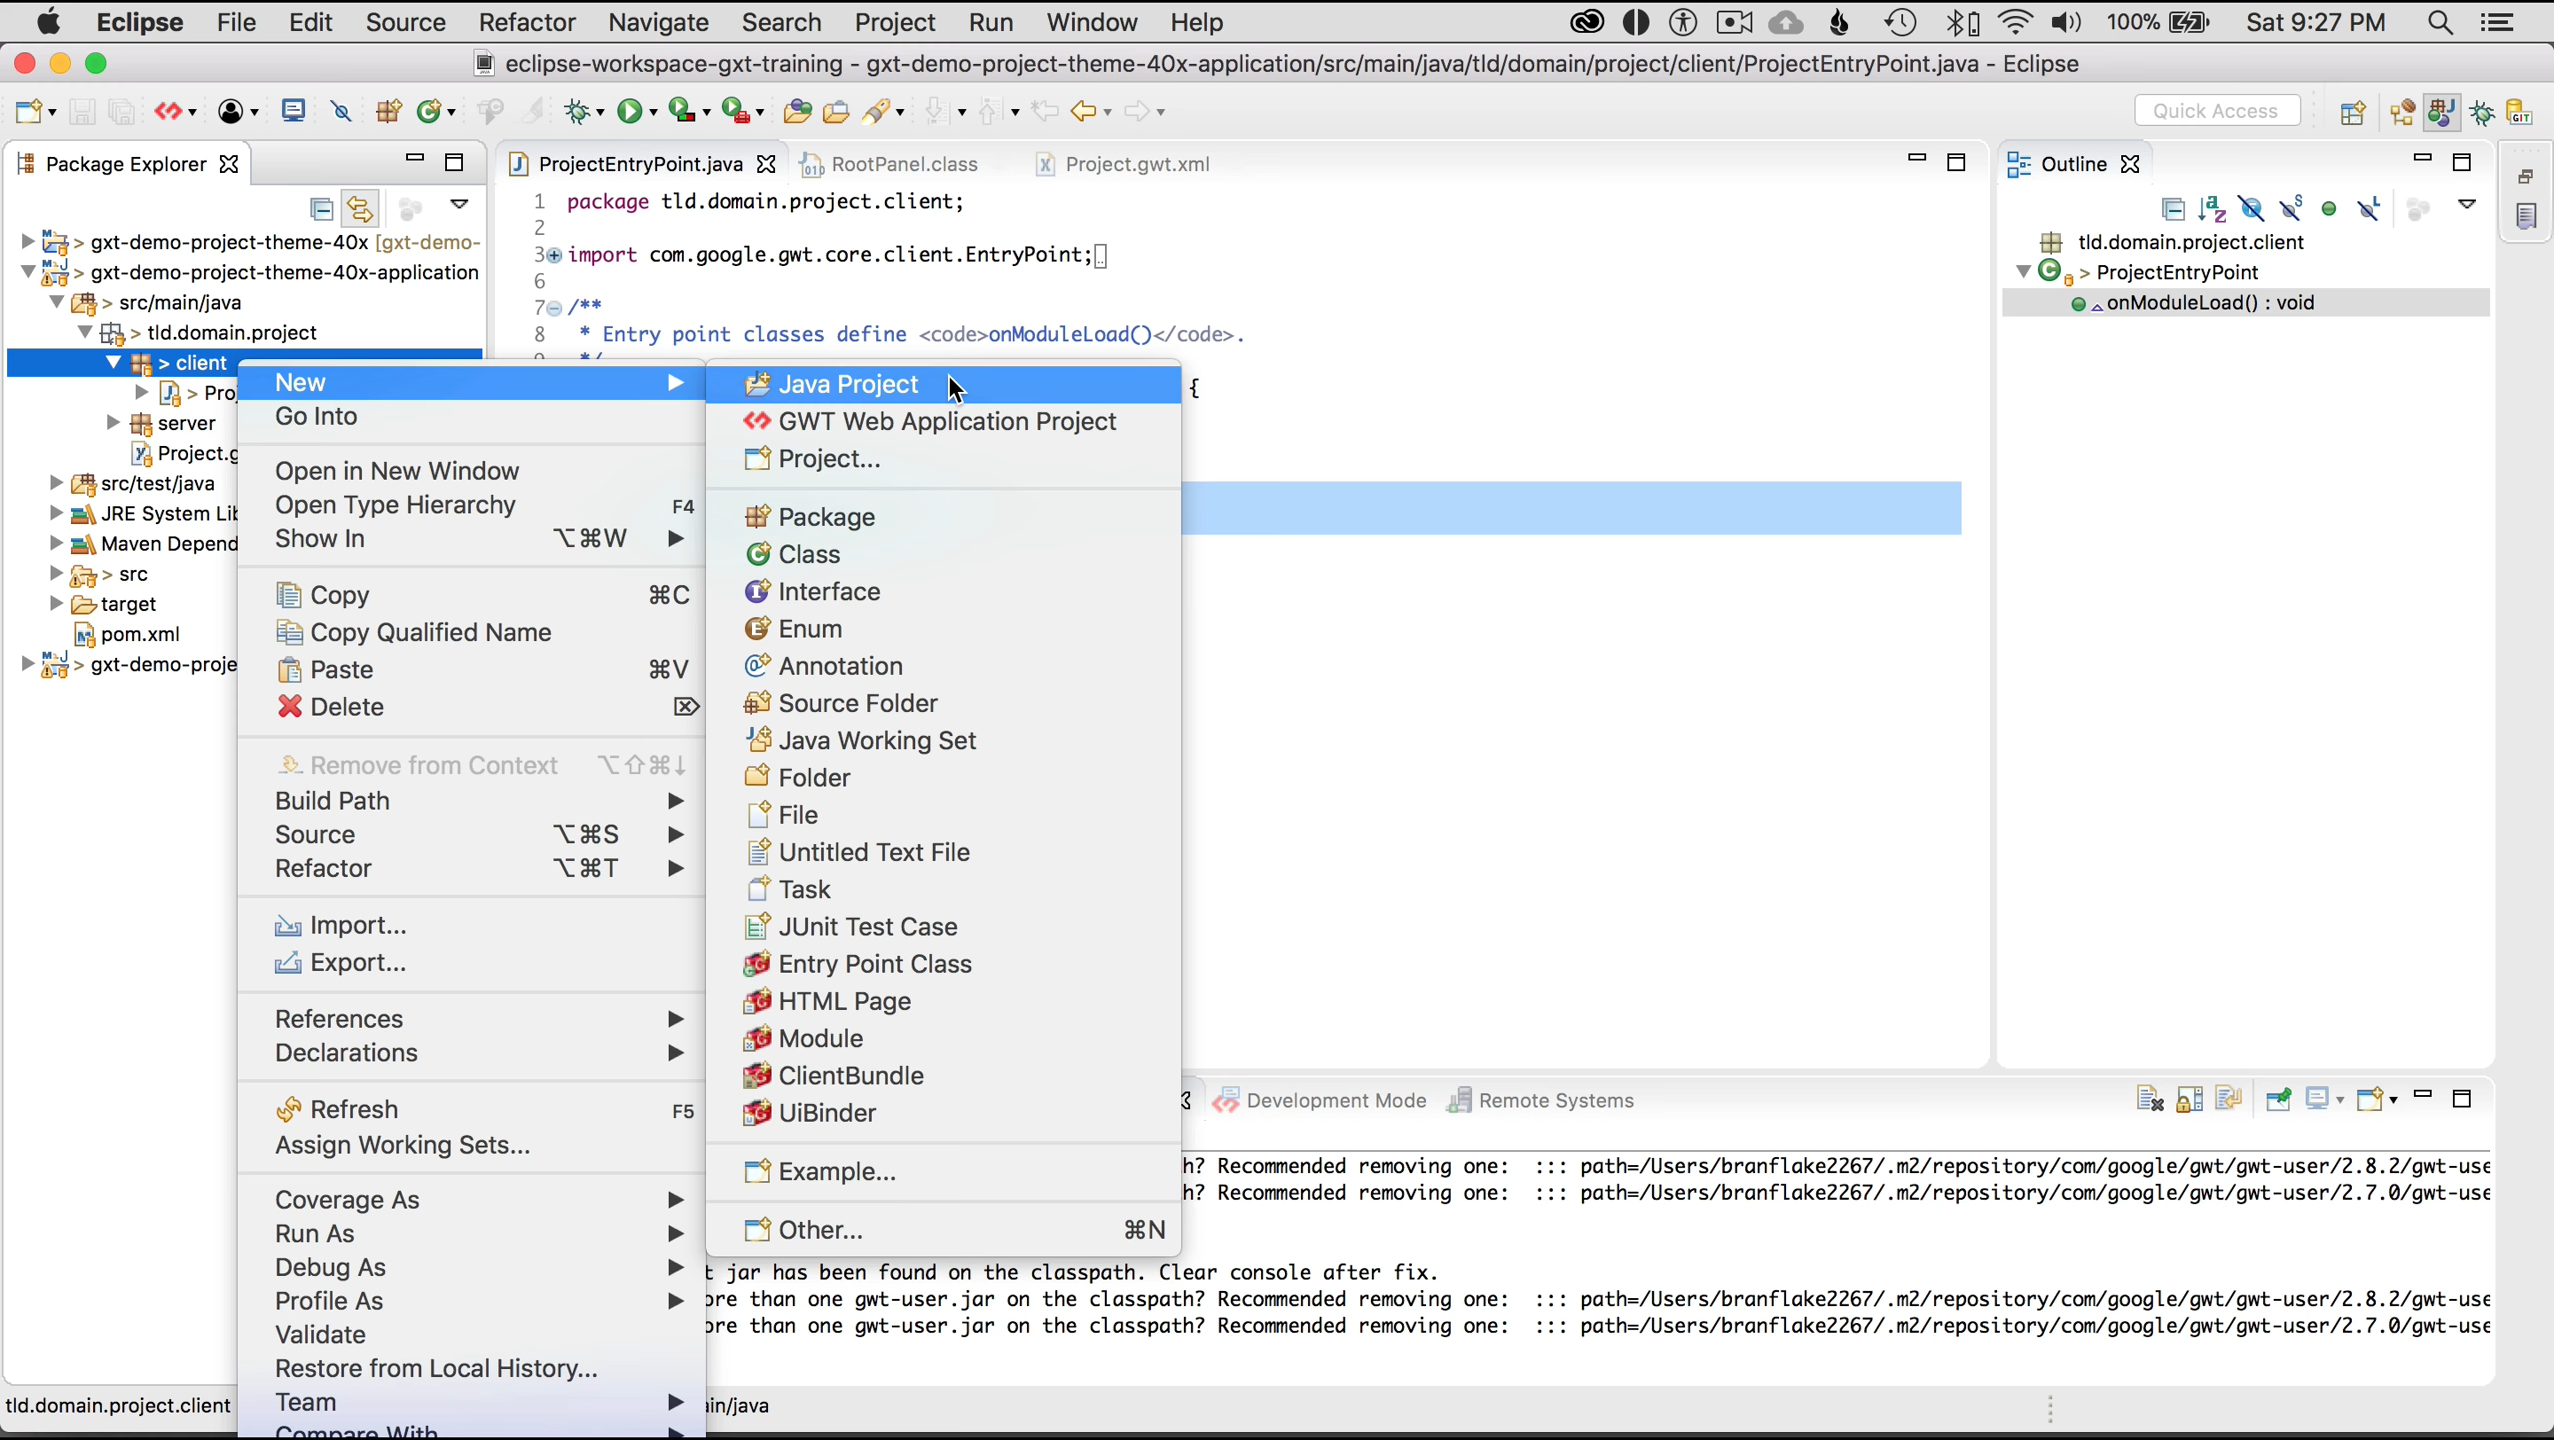 Eclipse File Edit Source Refactor Navigate Search Project Run Window Help 100% Sat 9:27 PM
eclipse-workspace-gxt-training - gxt-demo-project-theme-40x-application/src/main/java/tld/domain/project/client/ProjectEntryPoint.java - Eclipse
Quick Access
Package Explorer
> gxt-demo-project-theme-40x [gxt-demo-
> gxt-demo-project-theme-40x-application
> src/main/java
> tld.domain.project
> client
> Pro
server
Project.g
src/test/java
JRE System Lib
Maven Depend
> src
target
pom.xml
> gxt-demo-proje
New
Go Into
Open in New Window
Open Type Hierarchy F4
Show In ⌥⌘W
Copy ⌘C
Copy Qualified Name
Paste ⌘V
Delete ⌦
Remove from Context ⌥⇧⌘↓
Build Path
Source ⌥⌘S
Refactor ⌥⌘T
Import...
Export...
References
Declarations
Refresh F5
Assign Working Sets...
Coverage As
Run As
Debug As
Profile As
Validate
Restore from Local History...
Team
Compare With
Java Project
GWT Web Application Project
Project...
Package
Class
Interface
Enum
Annotation
Source Folder
Java Working Set
Folder
File
Untitled Text File
Task
JUnit Test Case
Entry Point Class
HTML Page
Module
ClientBundle
UiBinder
Example...
Other... ⌘N
ProjectEntryPoint.java RootPanel.class Project.gwt.xml
1 package tld.domain.project.client;
2
3 import com.google.gwt.core.client.EntryPoint;
6
7 /**
8 * Entry point classes define <code>onModuleLoad()</code>.
9 */
{
Outline
tld.domain.project.client
> ProjectEntryPoint
onModuleLoad() : void
Development Mode Remote Systems
h? Recommended removing one: ::: path=/Users/branflake2267/.m2/repository/com/google/gwt/gwt-user/2.8.2/gwt-use
h? Recommended removing one: ::: path=/Users/branflake2267/.m2/repository/com/google/gwt/gwt-user/2.7.0/gwt-use
t jar has been found on the classpath. Clear console after fix.
ore than one gwt-user.jar on the classpath? Recommended removing one: ::: path=/Users/branflake2267/.m2/repository/com/google/gwt/gwt-user/2.8.2/gwt-use
ore than one gwt-user.jar on the classpath? Recommended removing one: ::: path=/Users/branflake2267/.m2/repository/com/google/gwt/gwt-user/2.7.0/gwt-use
tld.domain.project.client in/java